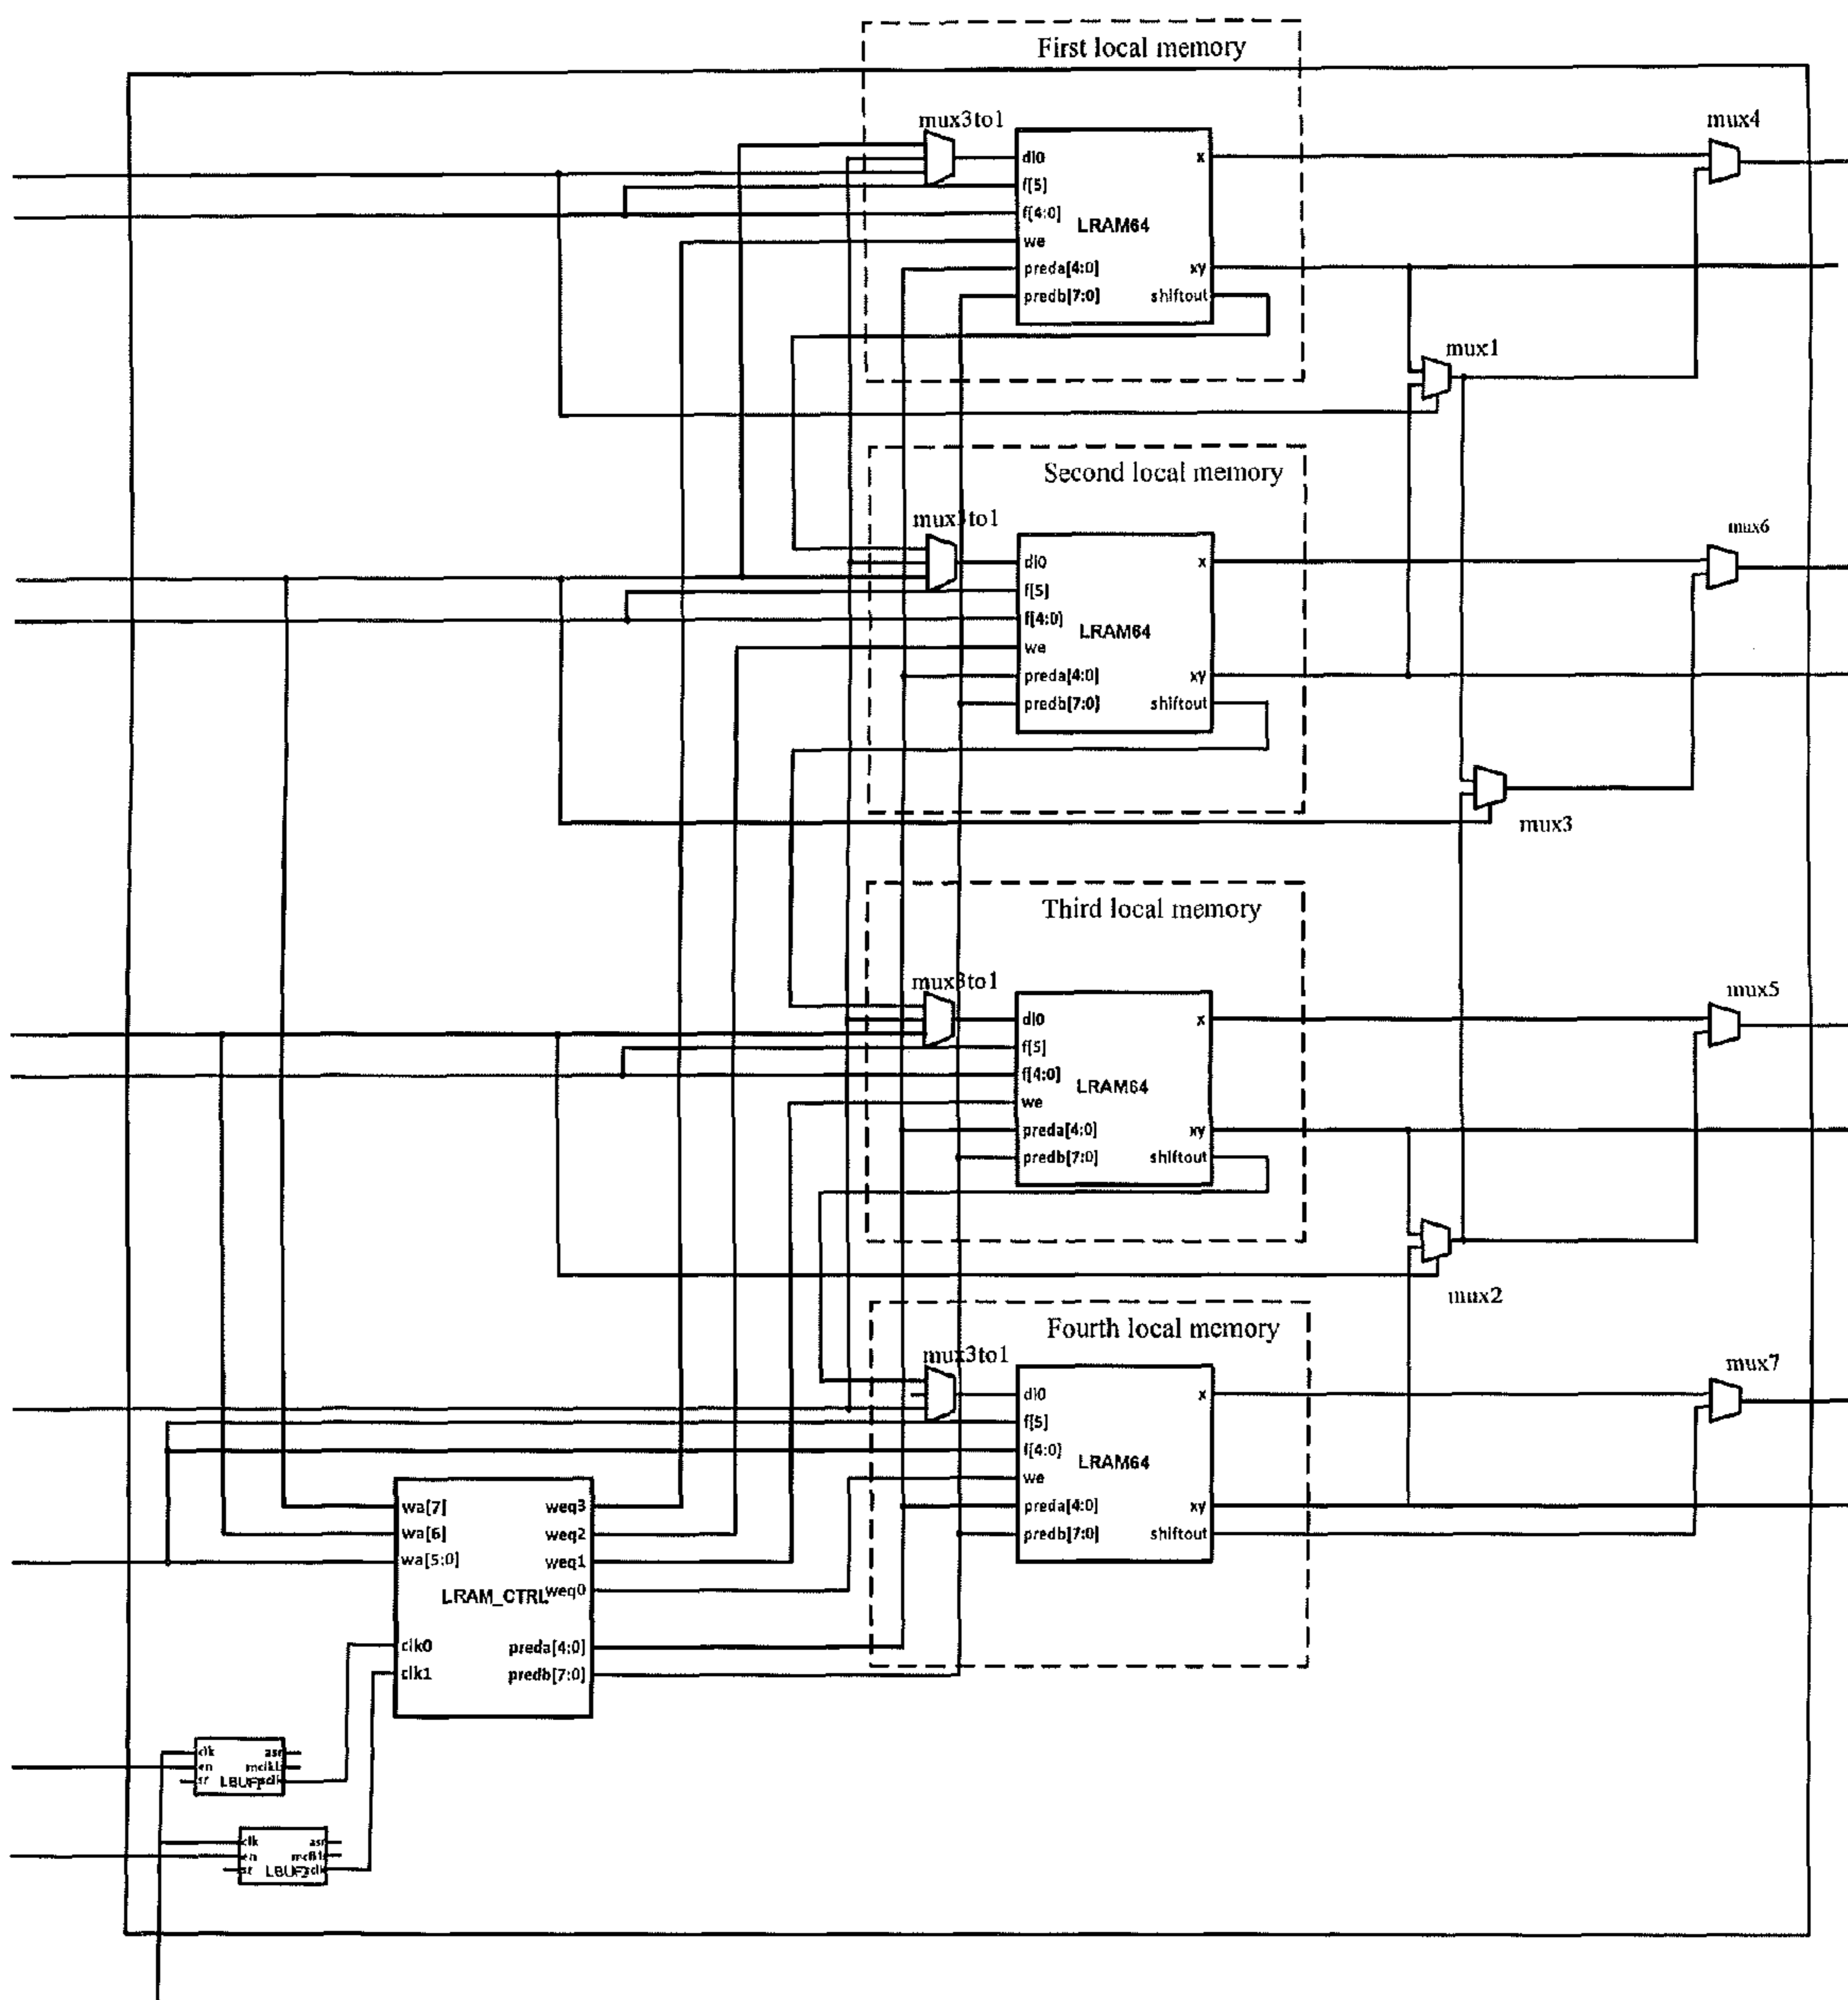 First local memory
mux3to1
mux4
di0
x
f[5]
f[4:0]
LRAM64
we
preda[4:0]
xy
predb[7:0]
shiftout
mux1
Second local memory
mux3to1
mux6
di0
x
f[5]
f[4:0]
LRAM64
we
preda[4:0]
xy
predb[7:0]
shiftout
mux3
Third local memory
mux3to1
mux5
di0
x
f[5]
f[4:0]
LRAM64
we
preda[4:0]
xy
predb[7:0]
shiftout
mux2
Fourth local memory
mux3to1
mux7
di0
x
f[5]
f[4:0]
LRAM64
we
preda[4:0]
xy
predb[7:0]
shiftout
wa[7]
weq3
wa[6]
weq2
wa[5:0]
weq1
LRAM_CTRL
weq0
clk0
preda[4:0]
clk1
predb[7:0]
clk
asr
en
sr
clk
asr
en
sr